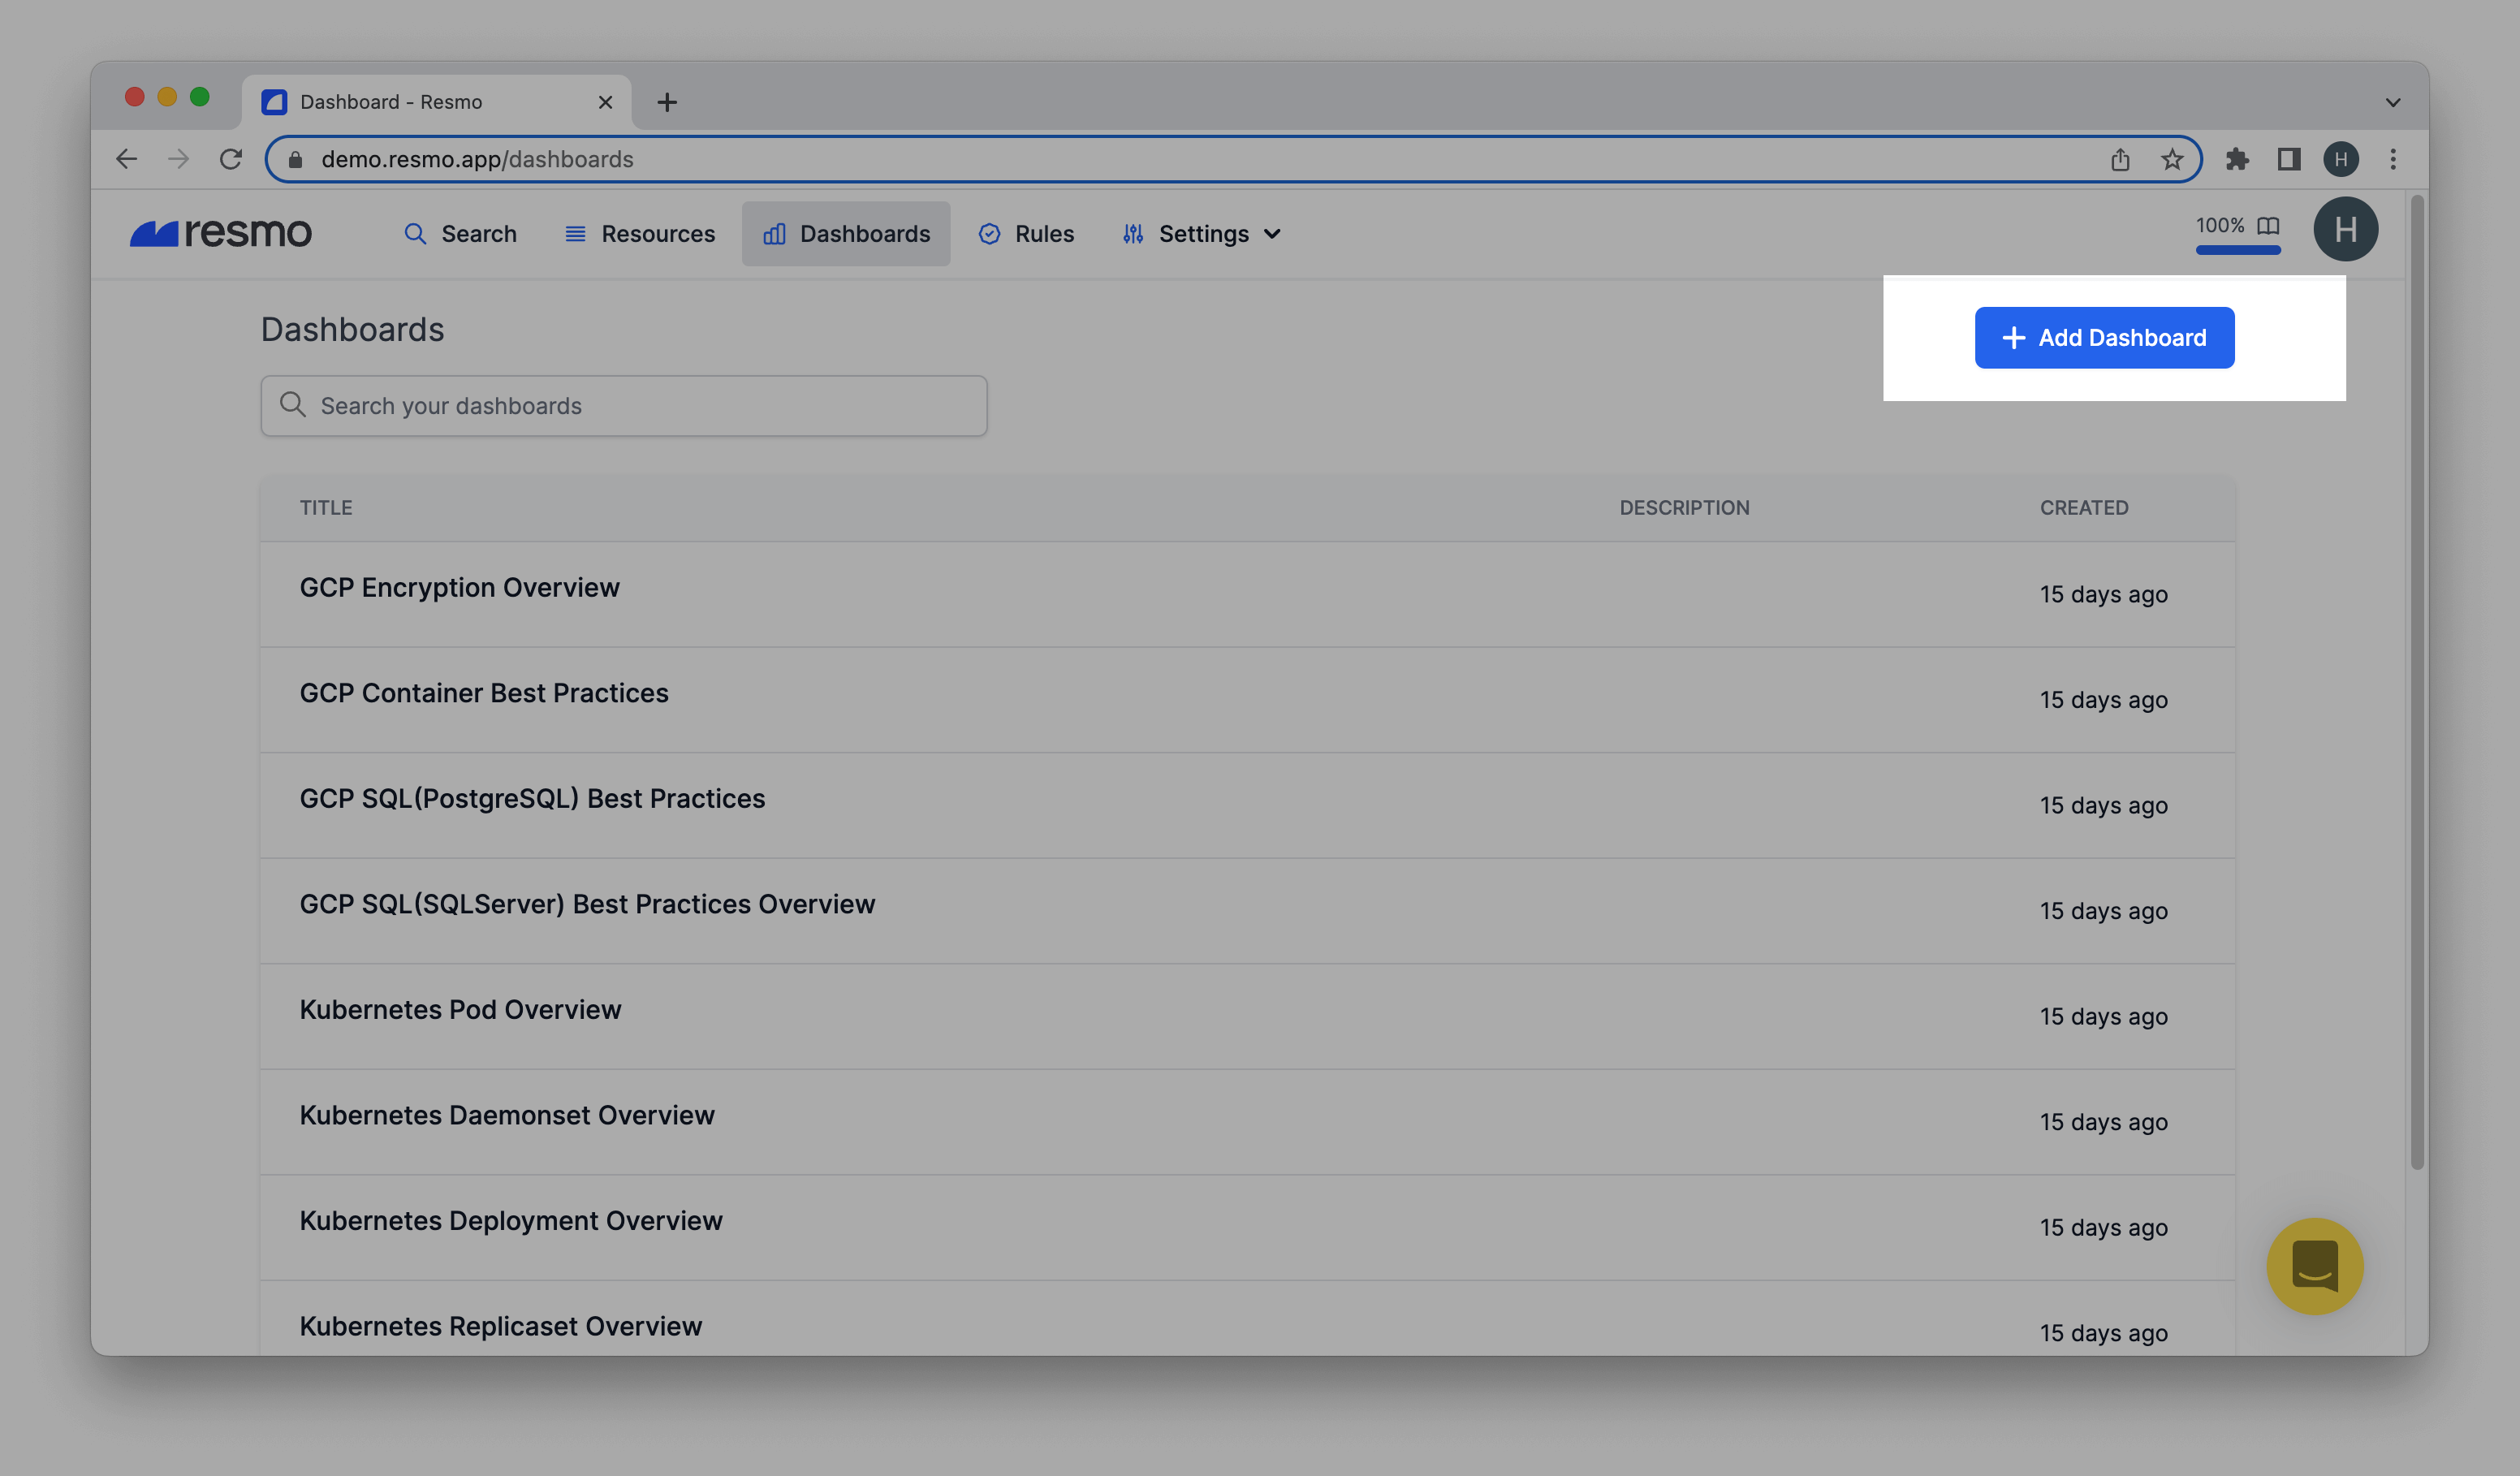 Dashboard - Resmo
demo.resmo.app/dashboards
H
resmo
Search
Resources
Dashboards
Rules
Settings
100%
H
Dashboards
Add Dashboard
Search your dashboards
TITLE DESCRIPTION CREATED
GCP Encryption Overview 15 days ago
GCP Container Best Practices 15 days ago
GCP SQL(PostgreSQL) Best Practices 15 days ago
GCP SQL(SQLServer) Best Practices Overview 15 days ago
Kubernetes Pod Overview 15 days ago
Kubernetes Daemonset Overview 15 days ago
Kubernetes Deployment Overview 15 days ago
Kubernetes Replicaset Overview 15 days ago